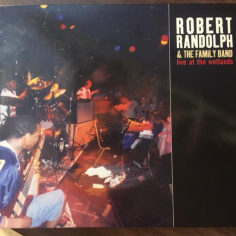 ROBERT
RANDOLPH
& THE FAMILY BAND
live at the wetlands